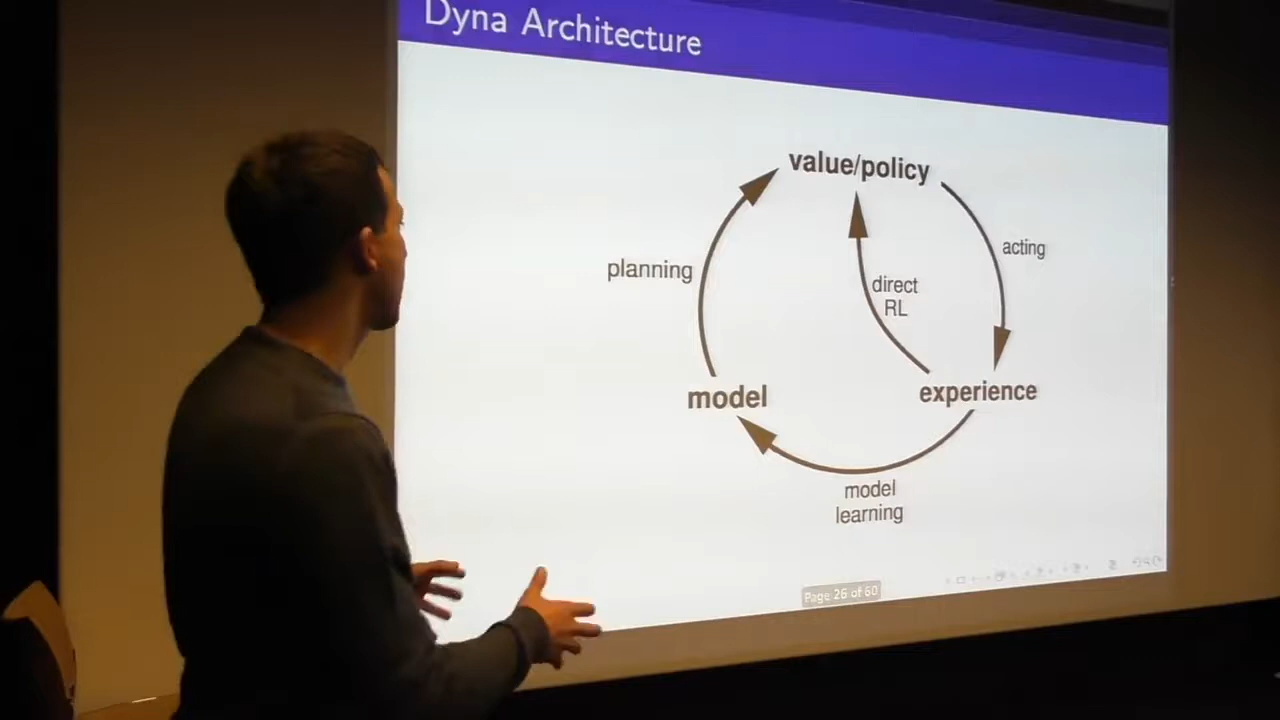 Dyna Architecture
value/policy
acting
planning
direct
RL
model
experience
model
learning
Page 26 of 60